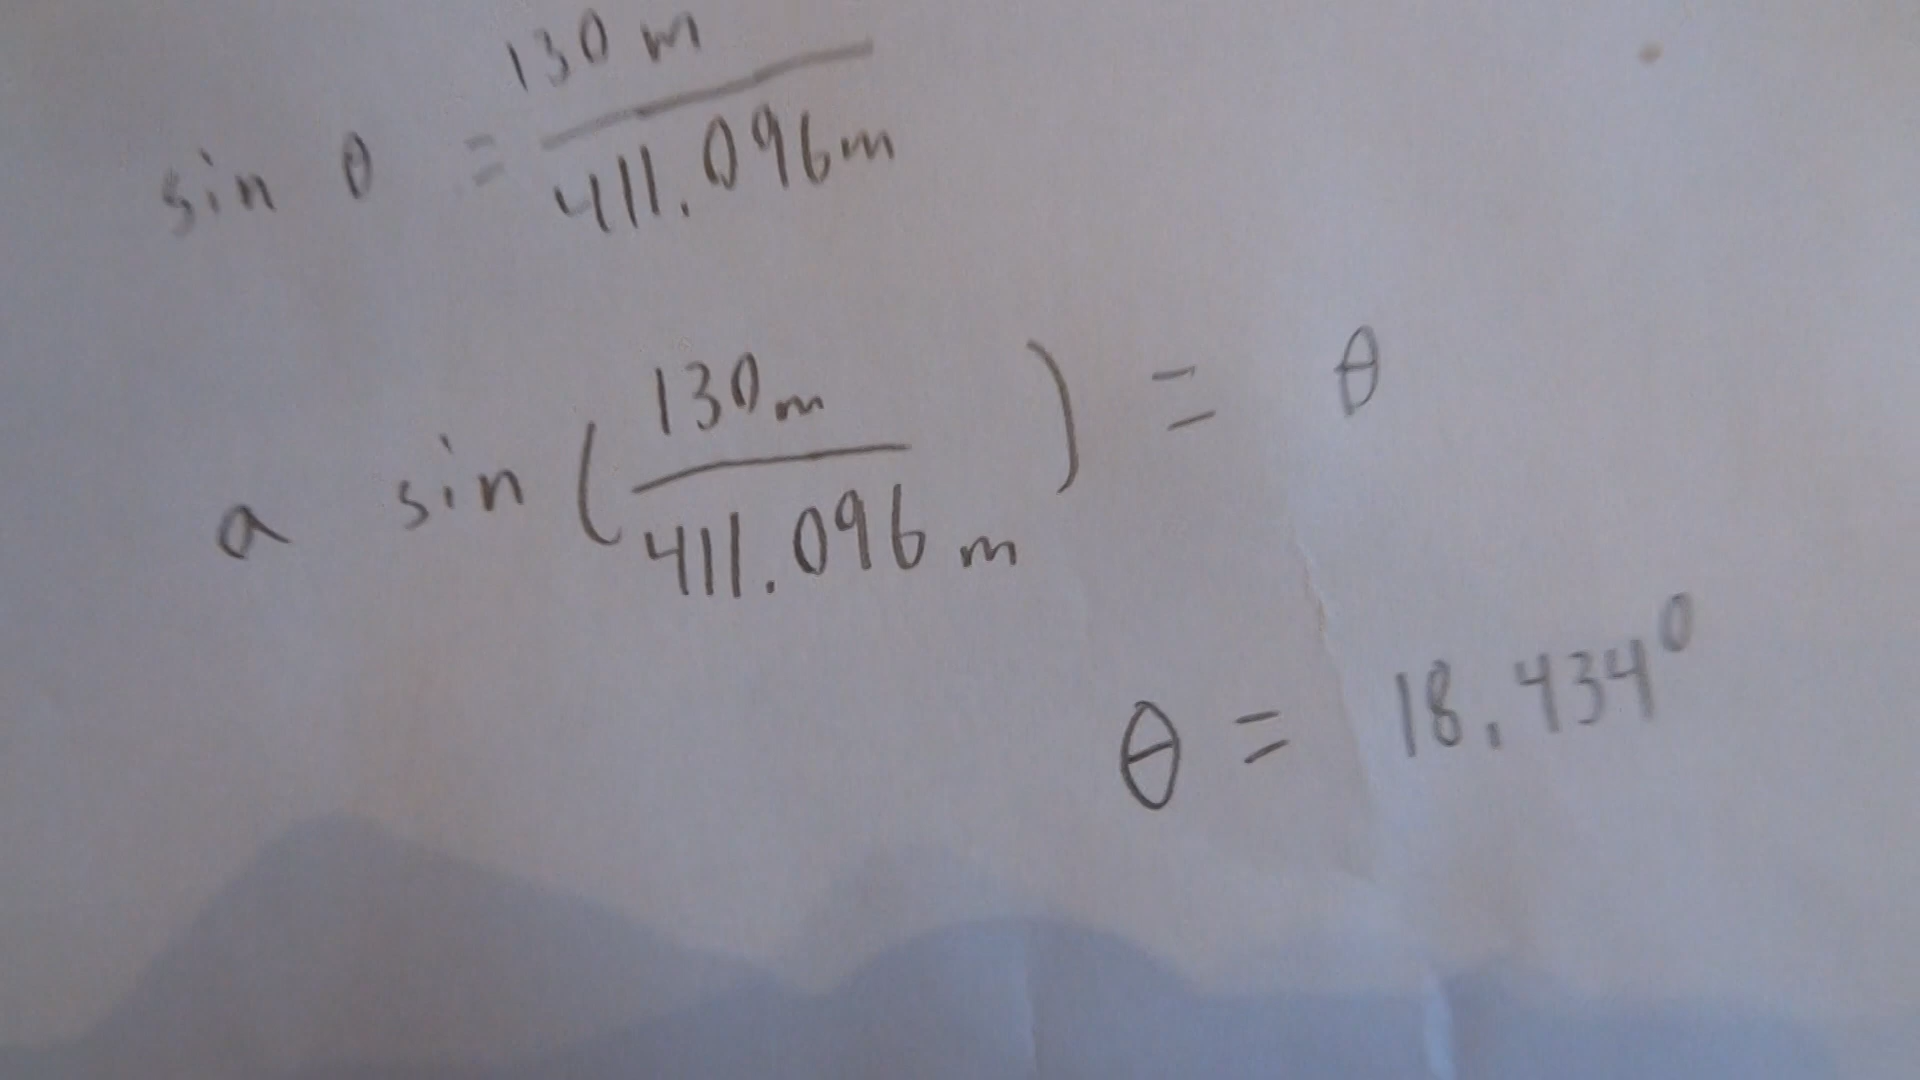 130 m
sin θ =
411.096m
130m
a sin ( ) = θ
411.096 m
θ = 18.434°